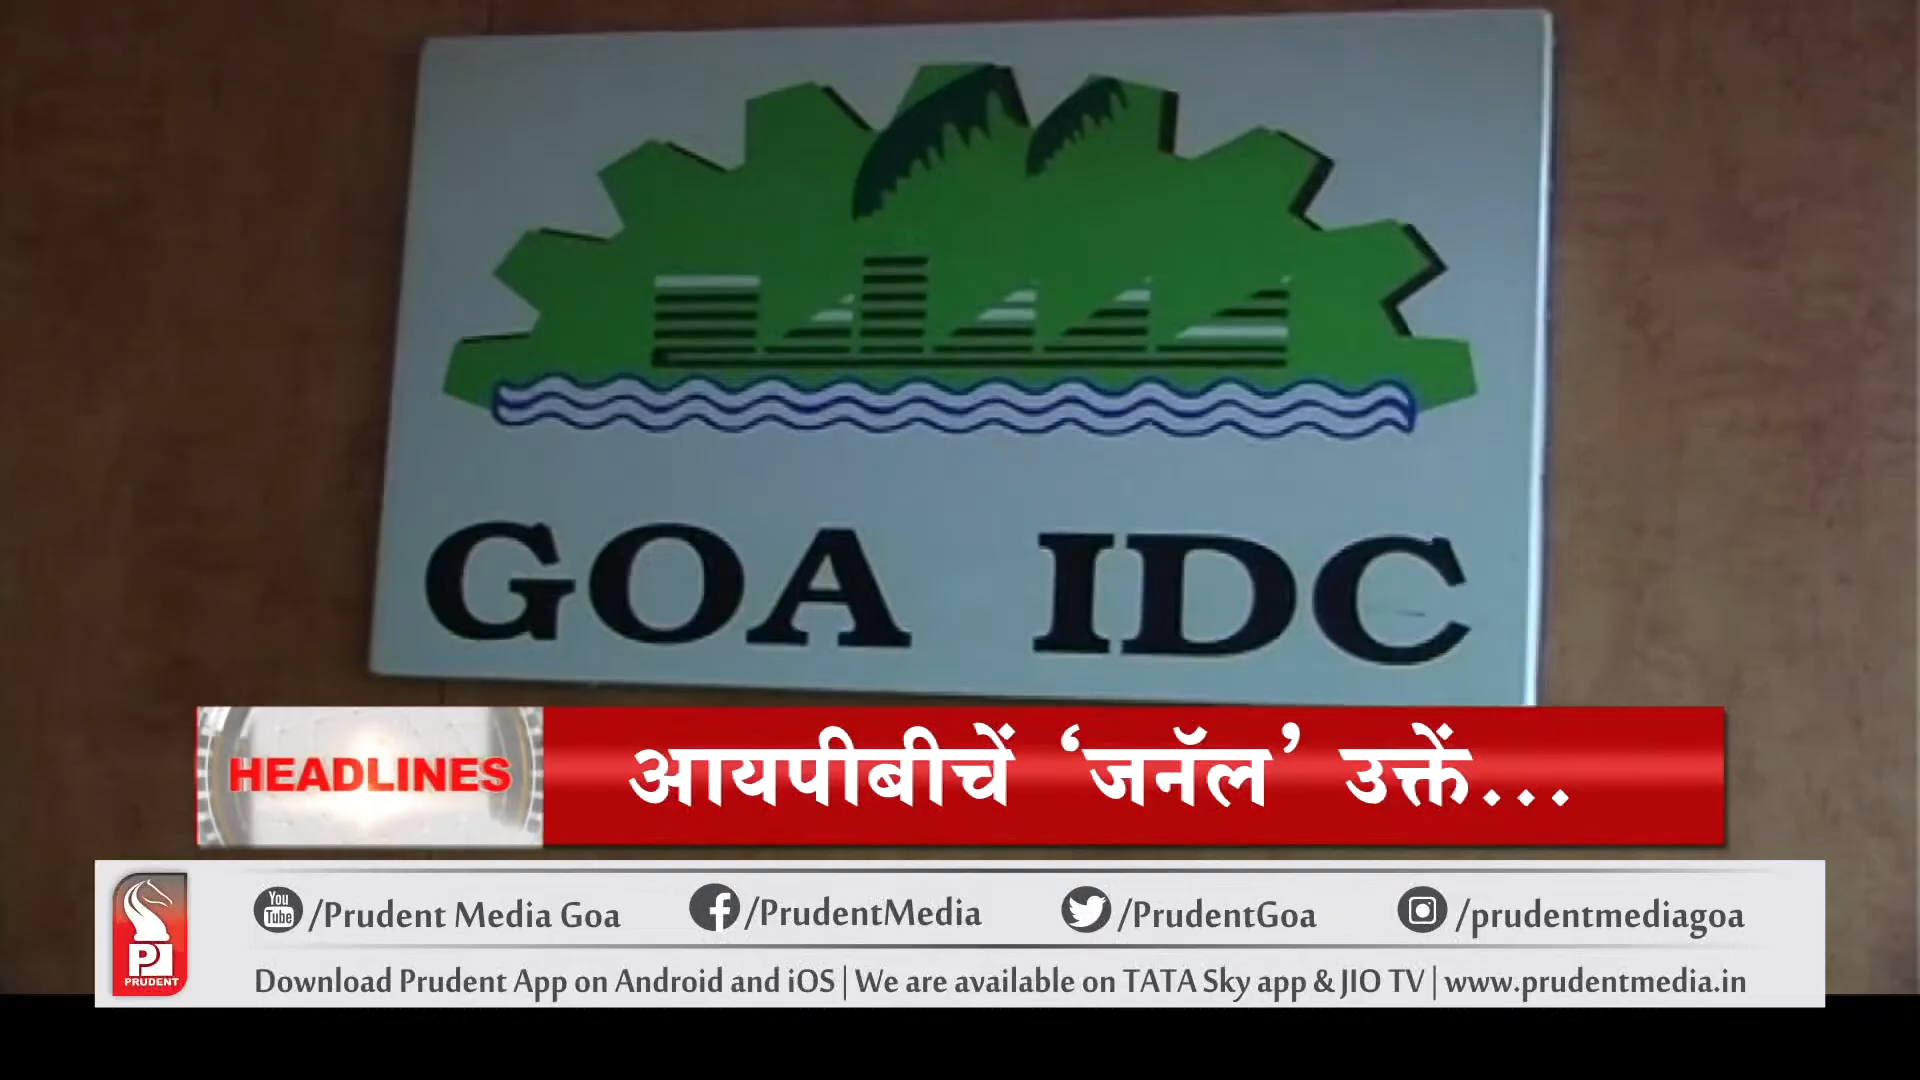 GOA IDC
HEADLINES
आयपीबीचें ‘जनॅल’ उक्तें...
You Tube /Prudent Media Goa /PrudentMedia /PrudentGoa /prudentmediagoa
PRUDENT
Download Prudent App on Android and iOS | We are available on TATA Sky app & JIO TV | www.prudentmedia.in